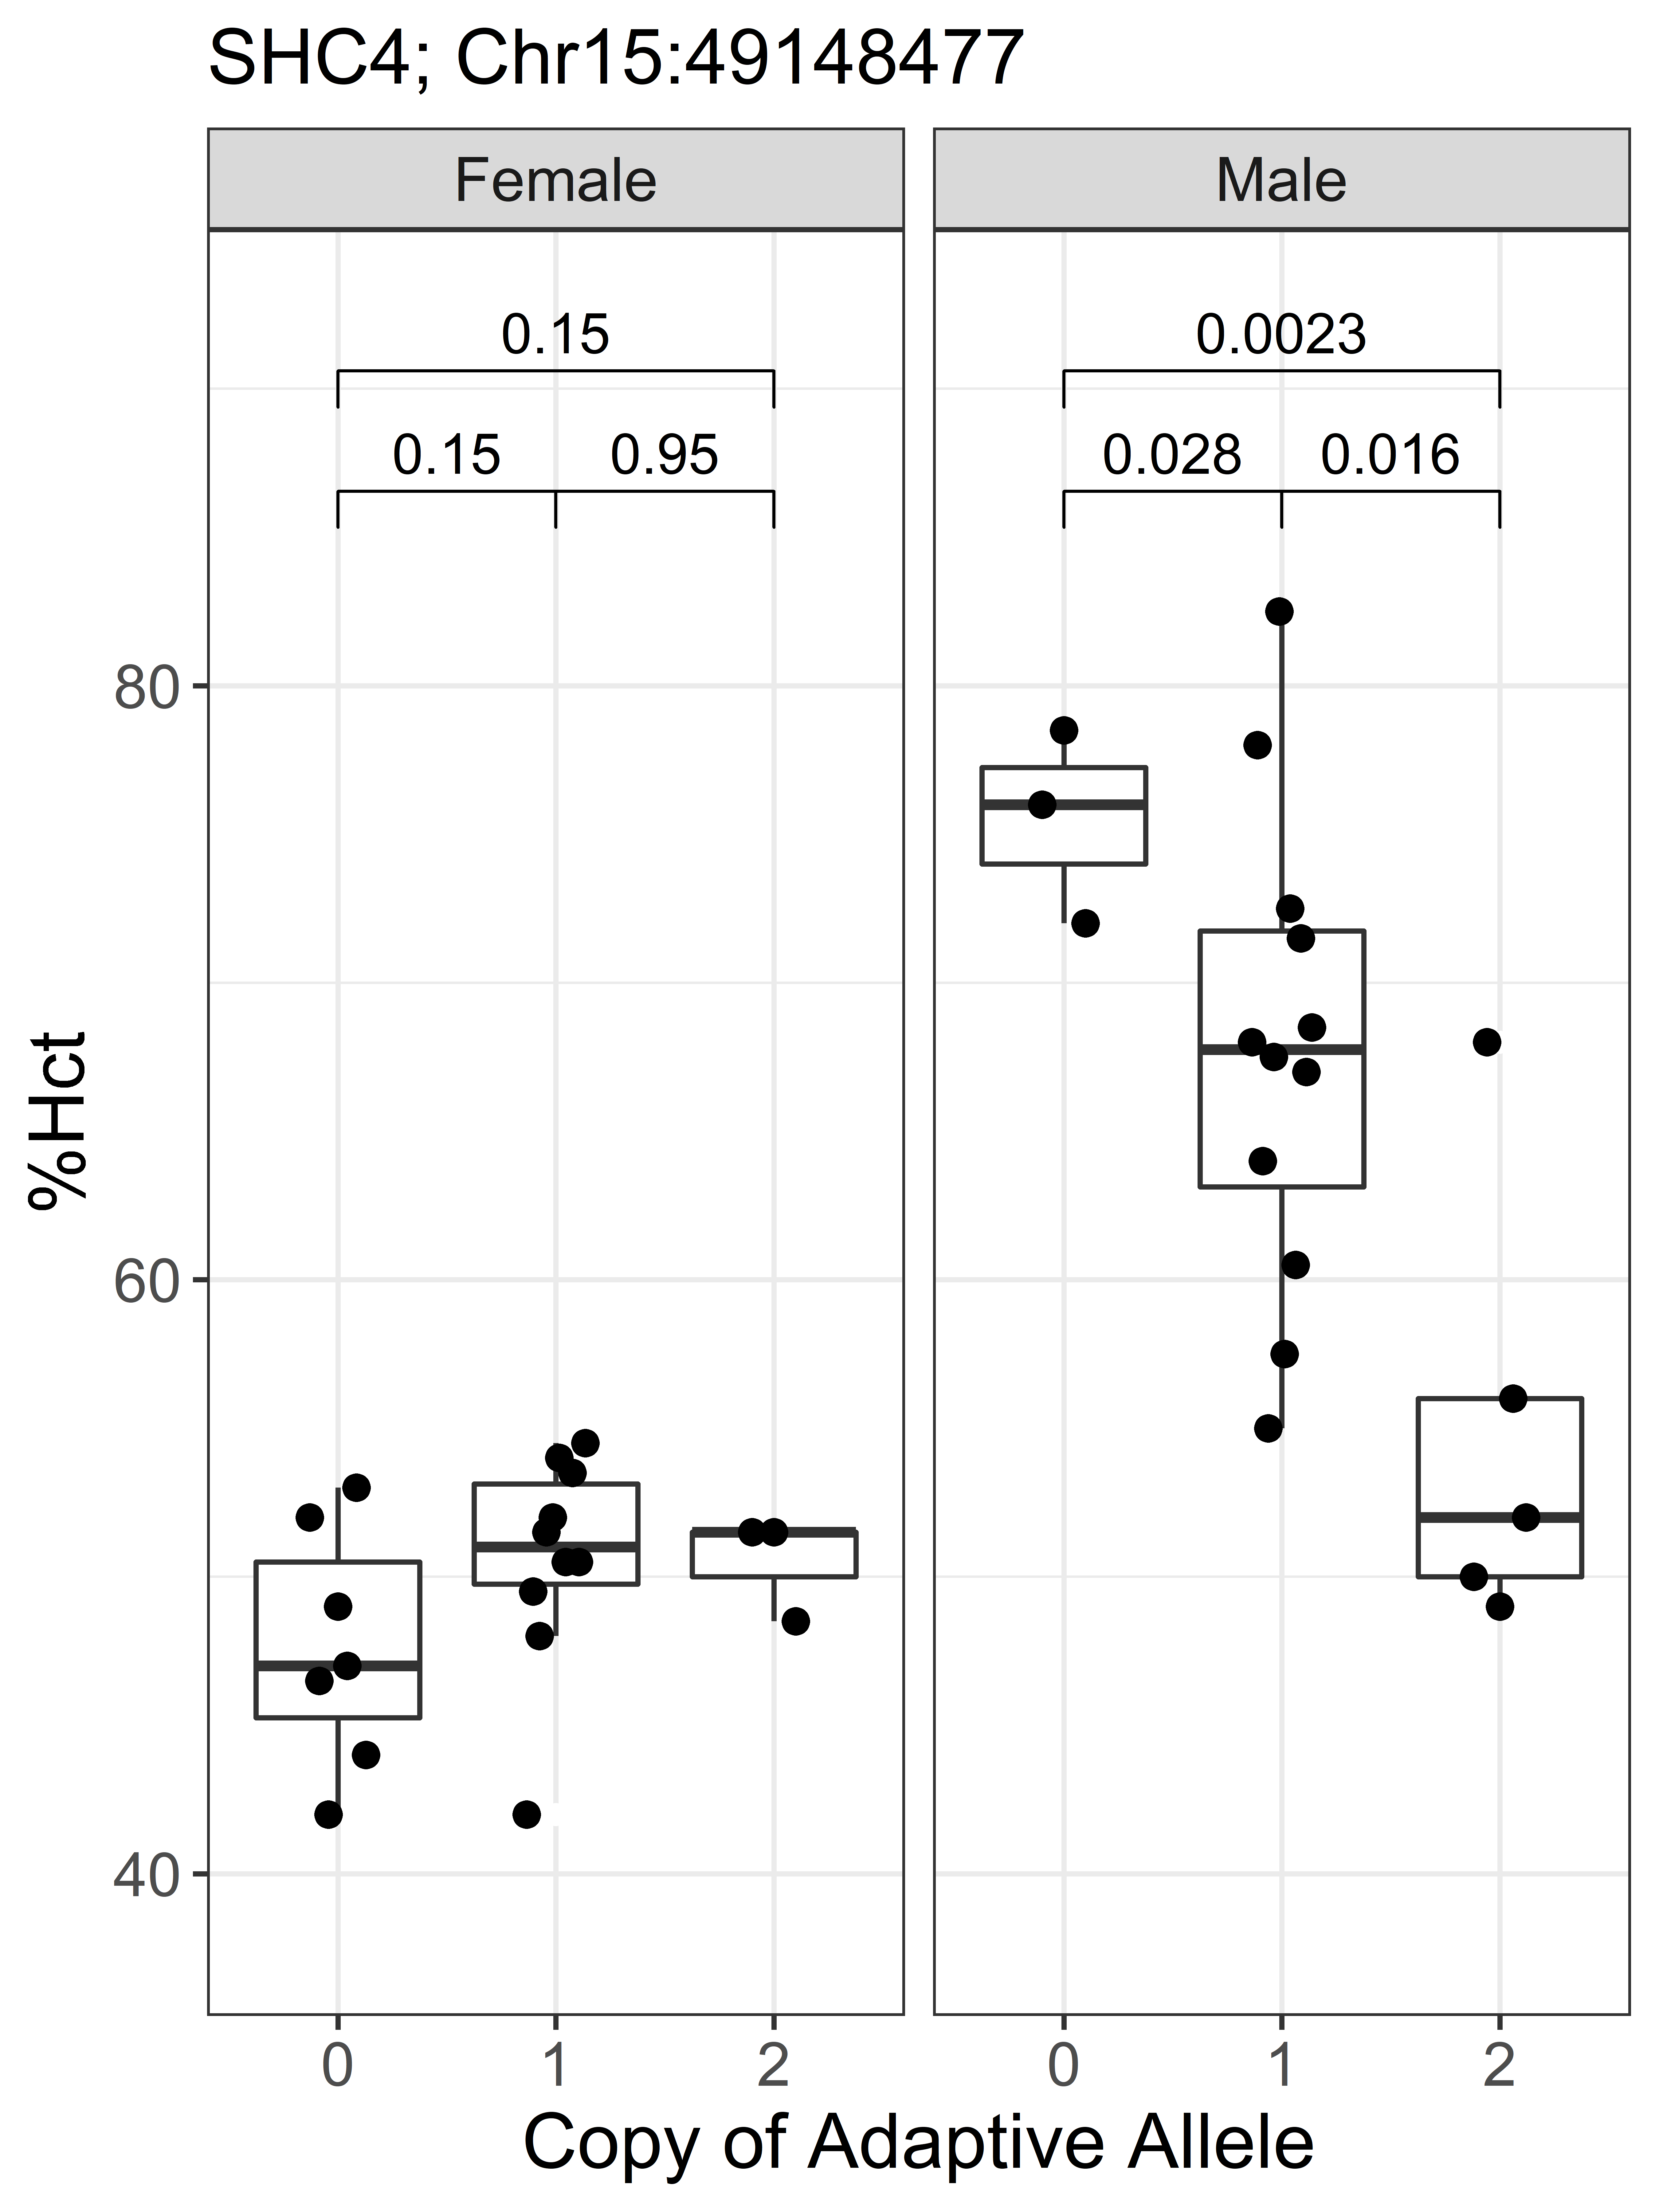 SHC4; Chr15:49148477
Female Male
0.15 0.0023
0.15 0.95 0.028 0.016
80
60
40
%Hct
0 1 2 0 1 2
Copy of Adaptive Allele